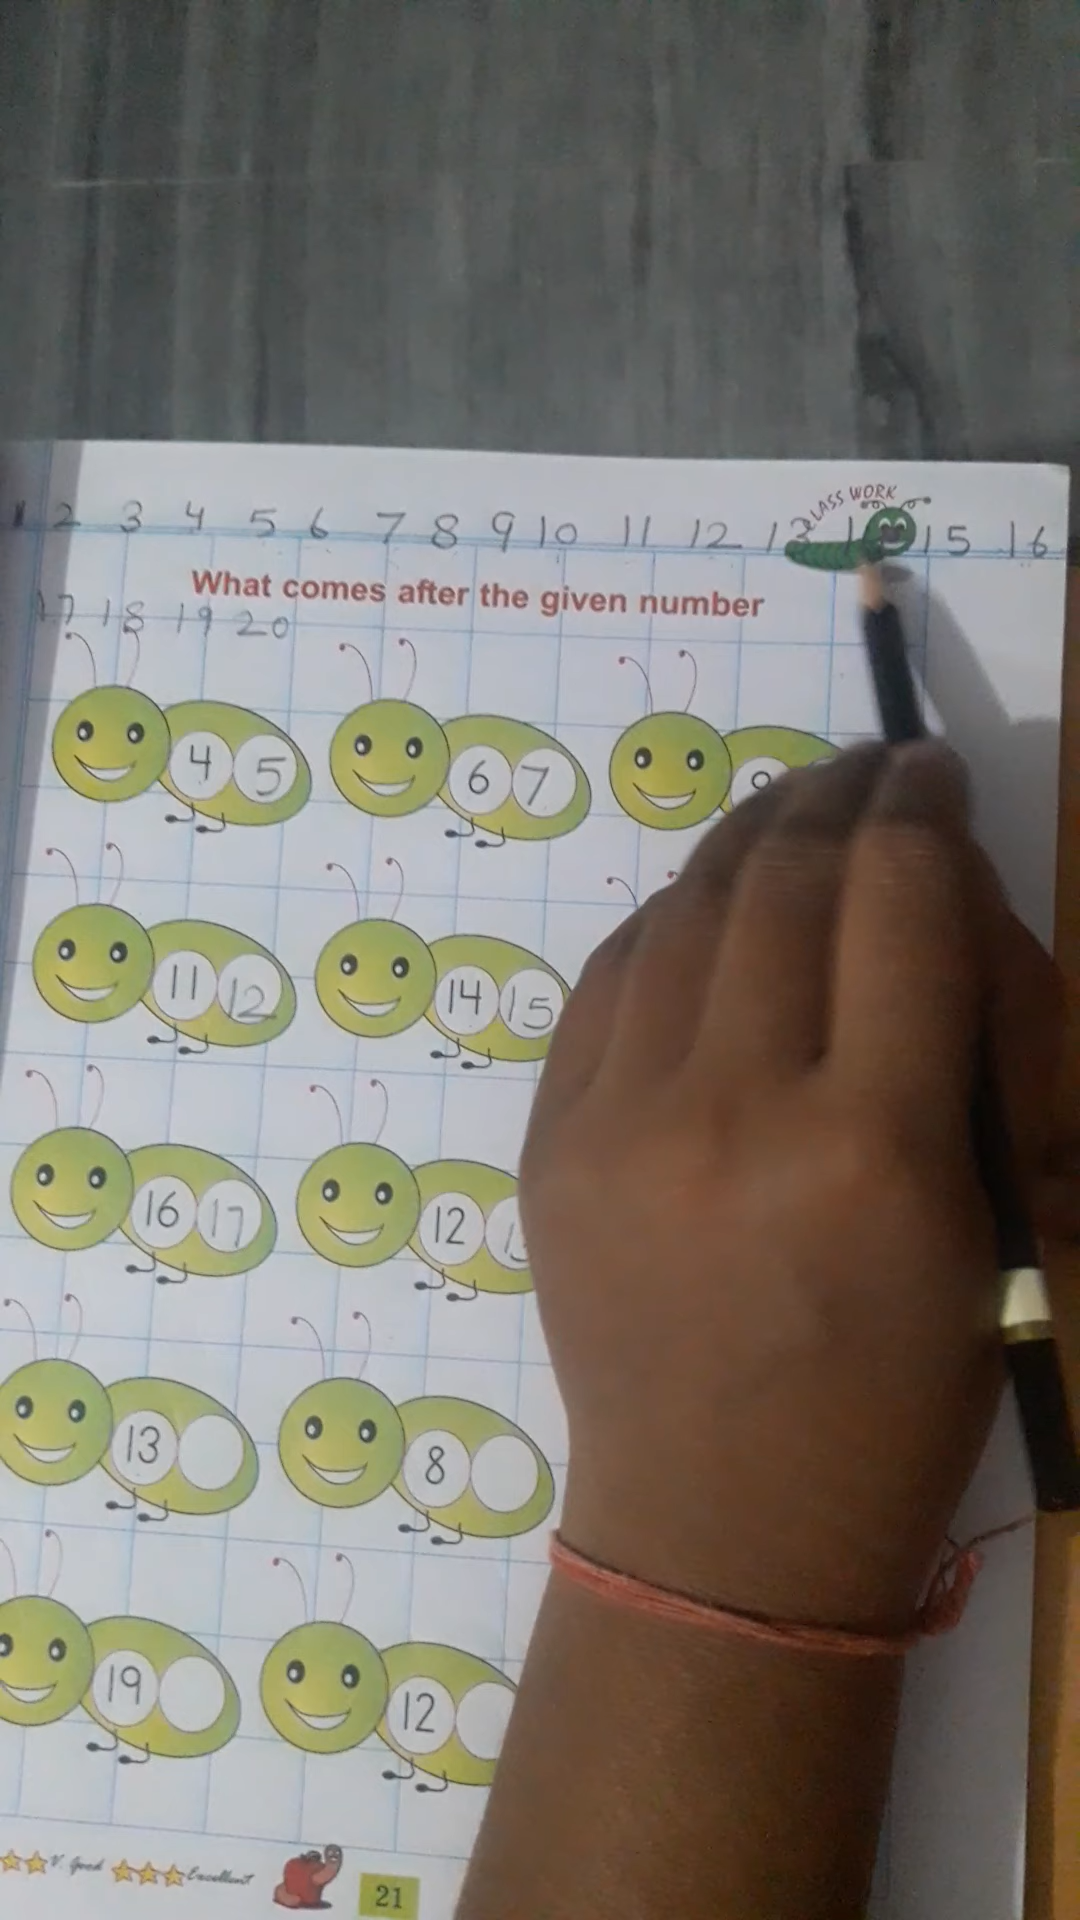 CLASS WORK
1 2 3 4 5 6 7 8 9 10 11 12 13 15 16
What comes after the given number
17 18 19 20
4 5 6 7
11 12 14 15
16 17 12
13 8
19 12
V. Good Excellent
21